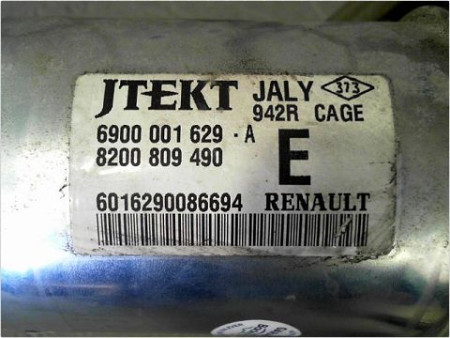 JTEKT JALY 373
942R CAGE
6900 001 629 - A
8200 809 490 E
6016290086694 RENAULT